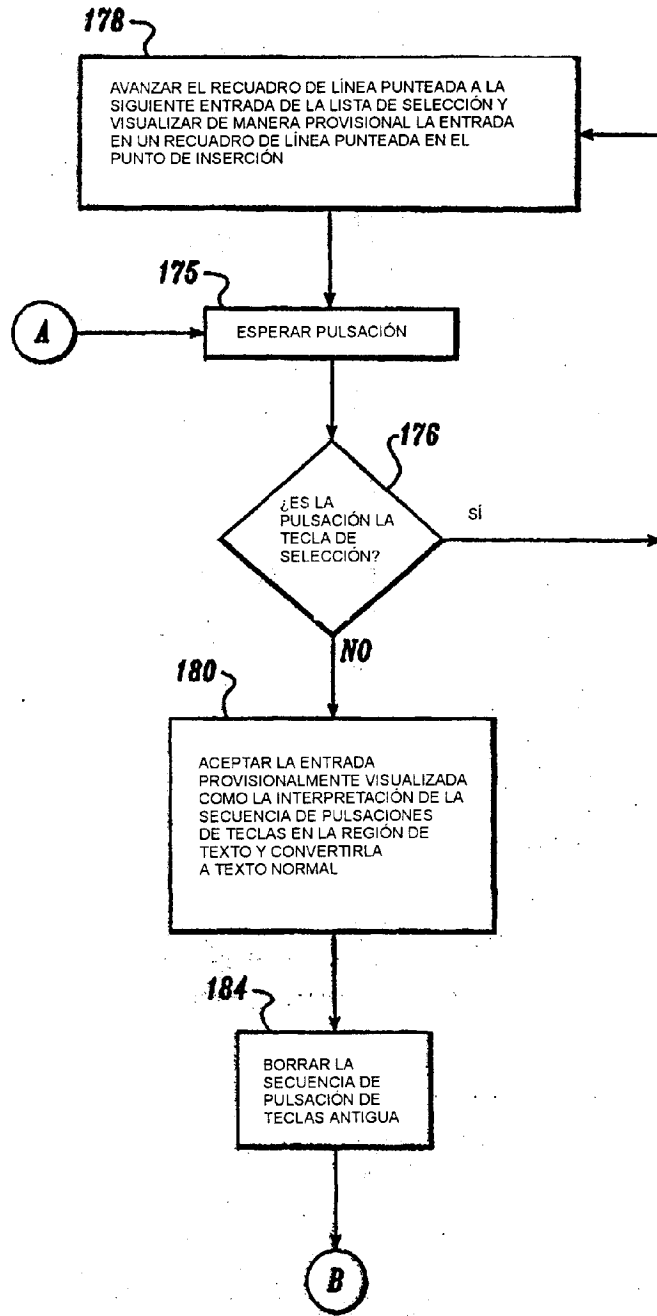 178
AVANZAR EL RECUADRO DE LÍNEA PUNTEADA A LA
SIGUIENTE ENTRADA DE LA LISTA DE SELECCIÓN Y
VISUALIZAR DE MANERA PROVISIONAL LA ENTRADA
EN UN RECUADRO DE LÍNEA PUNTEADA EN EL
PUNTO DE INSERCIÓN
175
A
ESPERAR PULSACIÓN
176
¿ES LA
PULSACIÓN LA
TECLA DE
SELECCIÓN?
SÍ
NO
180
ACEPTAR LA ENTRADA
PROVISIONALMENTE VISUALIZADA
COMO LA INTERPRETACIÓN DE LA
SECUENCIA DE PULSACIONES
DE TECLAS EN LA REGIÓN DE
TEXTO Y CONVERTIRLA
A TEXTO NORMAL
184
BORRAR LA
SECUENCIA DE
PULSACIÓN DE
TECLAS ANTIGUA
B